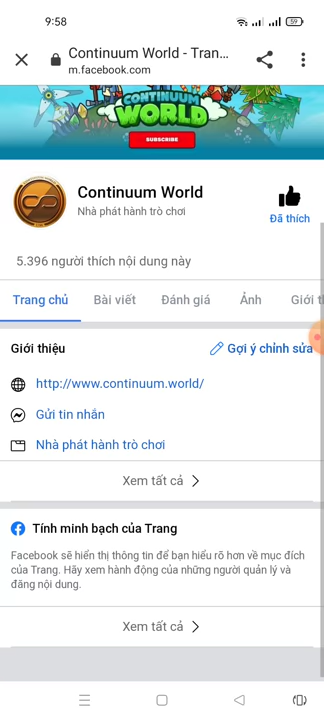 9:58
59
Continuum World - Tran...
m.facebook.com
CONTINUUM
WORLD
SUBSCRIBE
Continuum World
Nhà phát hành trò chơi
Đã thích
5.396 người thích nội dung này
Trang chủ Bài viết Đánh giá Ảnh Giới t
Giới thiệu
Gợi ý chỉnh sửa
http://www.continuum.world/
Gửi tin nhắn
Nhà phát hành trò chơi
Xem tất cả
Tính minh bạch của Trang
Facebook sẽ hiển thị thông tin để bạn hiểu rõ hơn về mục đích
của Trang. Hãy xem hành động của những người quản lý và
đăng nội dung.
Xem tất cả